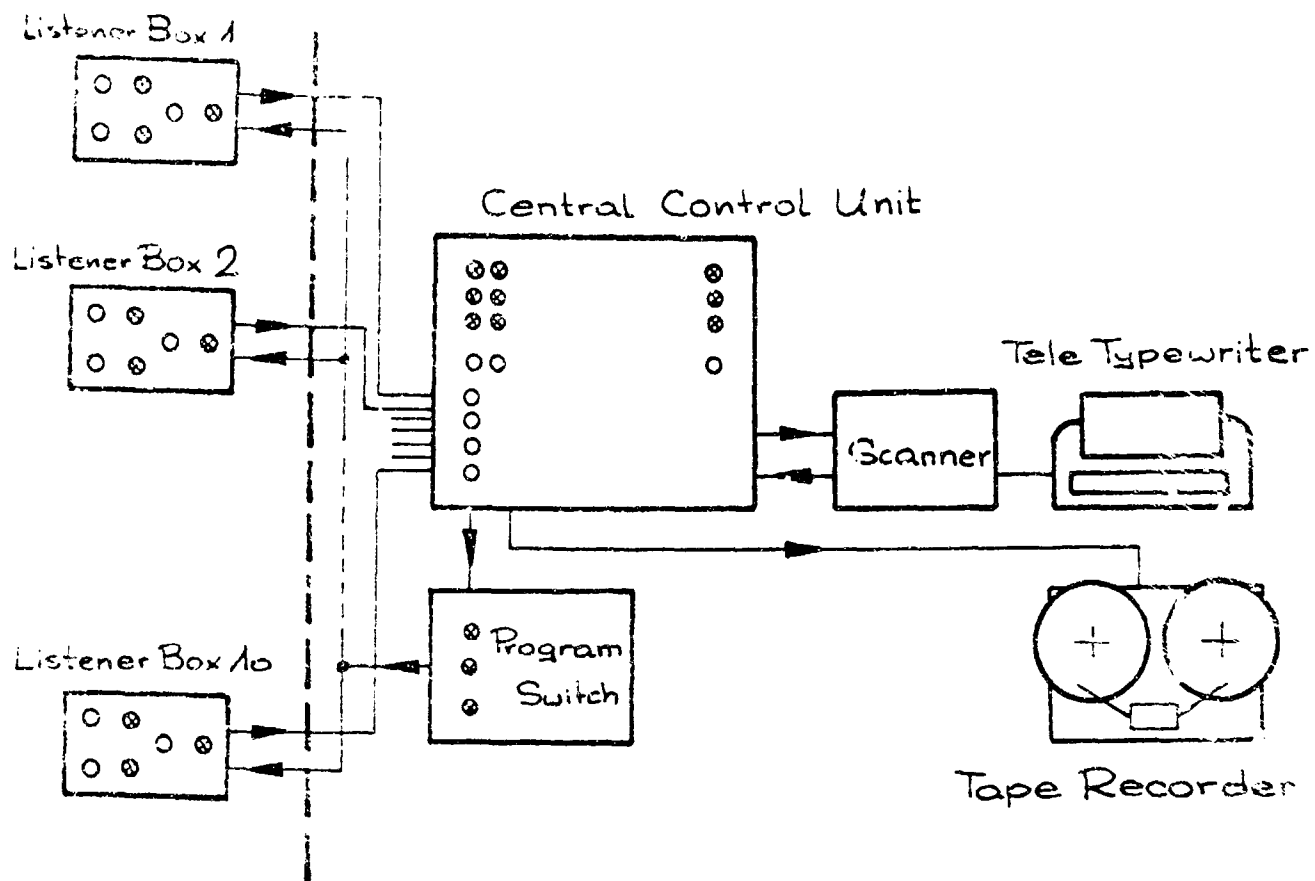 Listener Box 1
Central Control Unit
Listener Box 2
Tele Typewriter
Scanner
Listener Box 10
Program
Switch
Tape Recorder